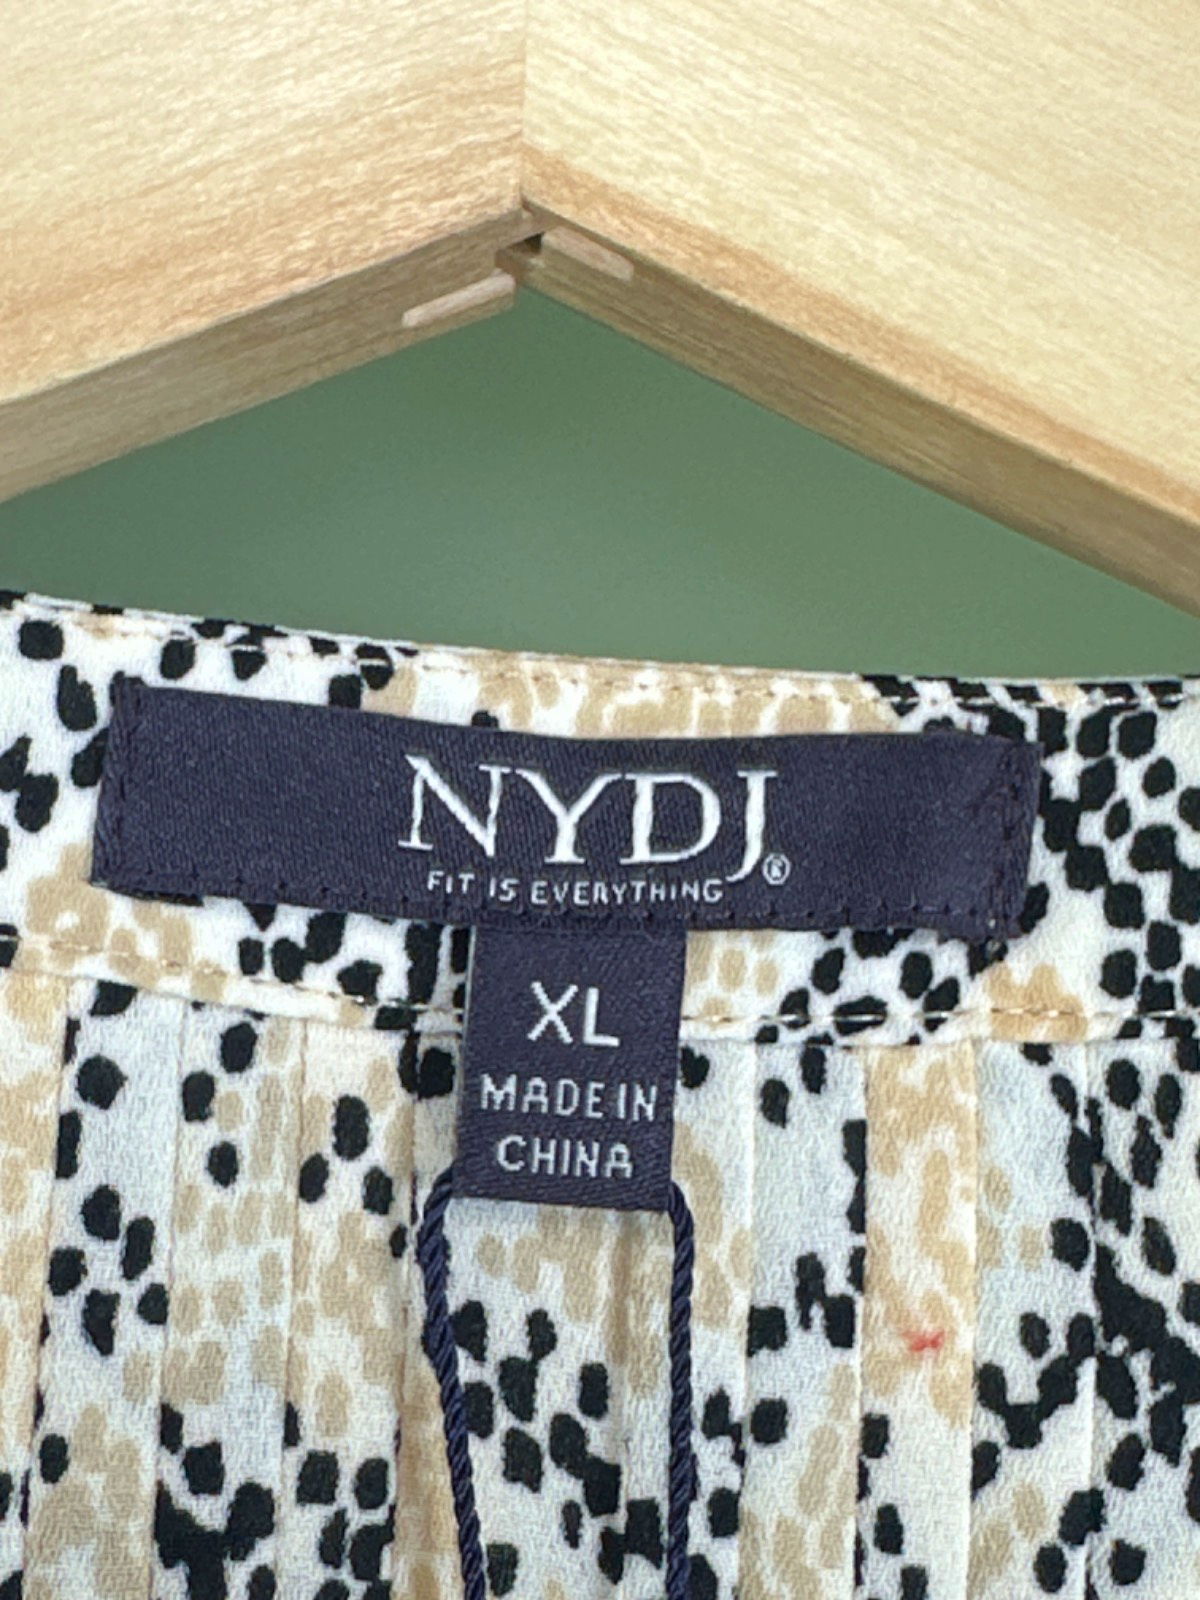 NYDJ®
FIT IS EVERYTHING
XL
MADE IN
CHINA